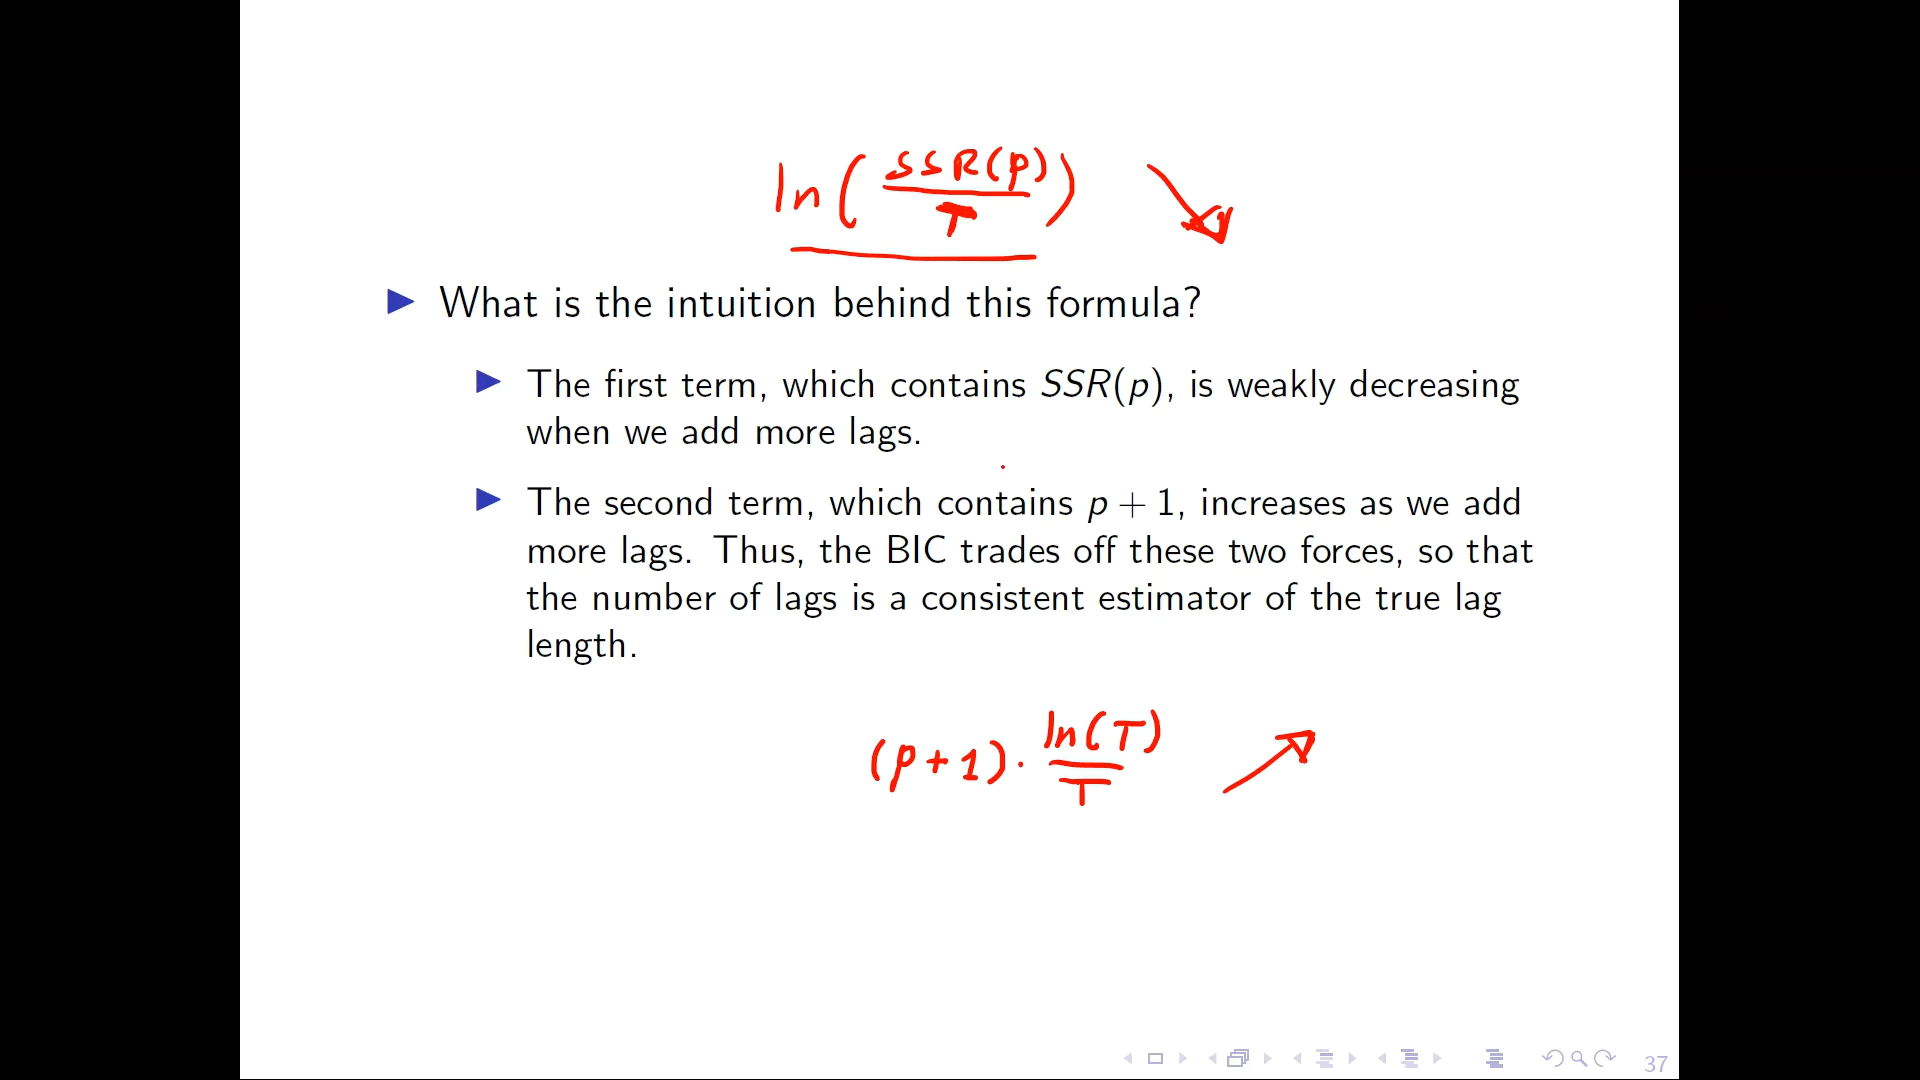 ln(SSR(p)/T)
What is the intuition behind this formula?
The first term, which contains SSR(p), is weakly decreasing
when we add more lags.
The second term, which contains p + 1, increases as we add
more lags. Thus, the BIC trades off these two forces, so that
the number of lags is a consistent estimator of the true lag
length.
(p+1) · ln(T)/T
37